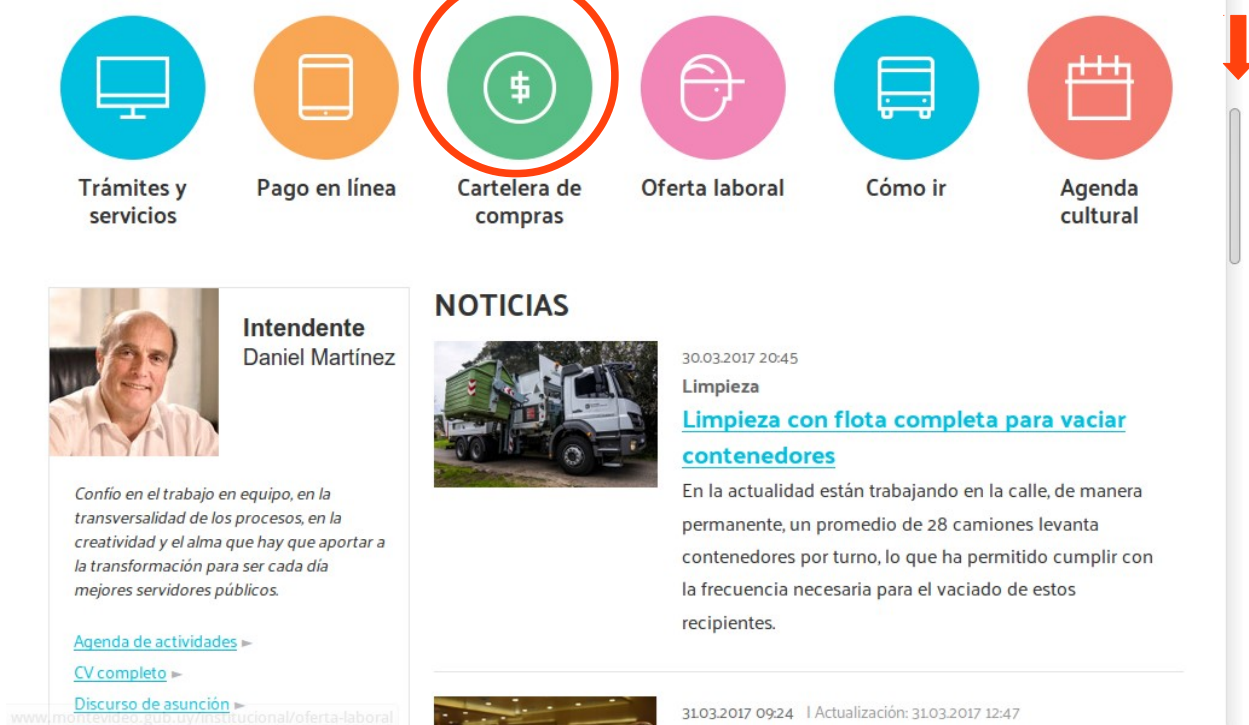 Trámites y
servicios
Pago en línea
Cartelera de
compras
Oferta laboral
Cómo ir
Agenda
cultural
Intendente
Daniel Martínez
Confío en el trabajo en equipo, en la
transversalidad de los procesos, en la
creatividad y el alma que hay que aportar a
la transformación para ser cada día
mejores servidores públicos.
Agenda de actividades ►
CV completo ►
Discurso de asunción ►
www.montevideo.gub.uy/institucional/oferta-laboral
NOTICIAS
30.03.2017 20:45
Limpieza
Limpieza con flota completa para vaciar
contenedores
En la actualidad están trabajando en la calle, de manera
permanente, un promedio de 28 camiones levanta
contenedores por turno, lo que ha permitido cumplir con
la frecuencia necesaria para el vaciado de estos
recipientes.
31.03.2017 09:24 | Actualización: 31.03.2017 12:47